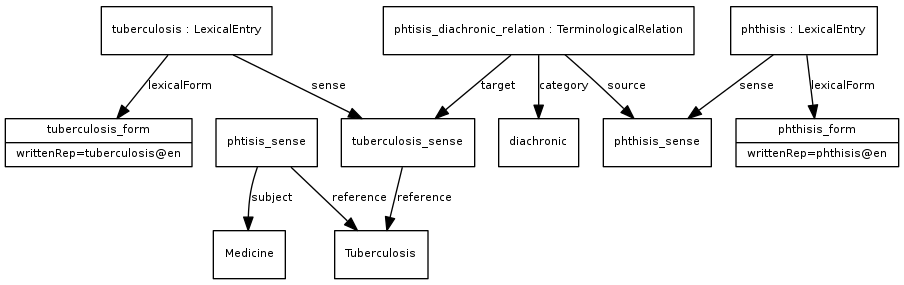 tuberculosis : LexicalEntry
phtisis_diachronic_relation : TerminologicalRelation
phthisis : LexicalEntry
lexicalForm
sense
target
category
source
sense
lexicalForm
tuberculosis_form
writtenRep=tuberculosis@en
phtisis_sense
tuberculosis_sense
diachronic
phthisis_sense
phthisis_form
writtenRep=phthisis@en
subject
reference
reference
Medicine
Tuberculosis